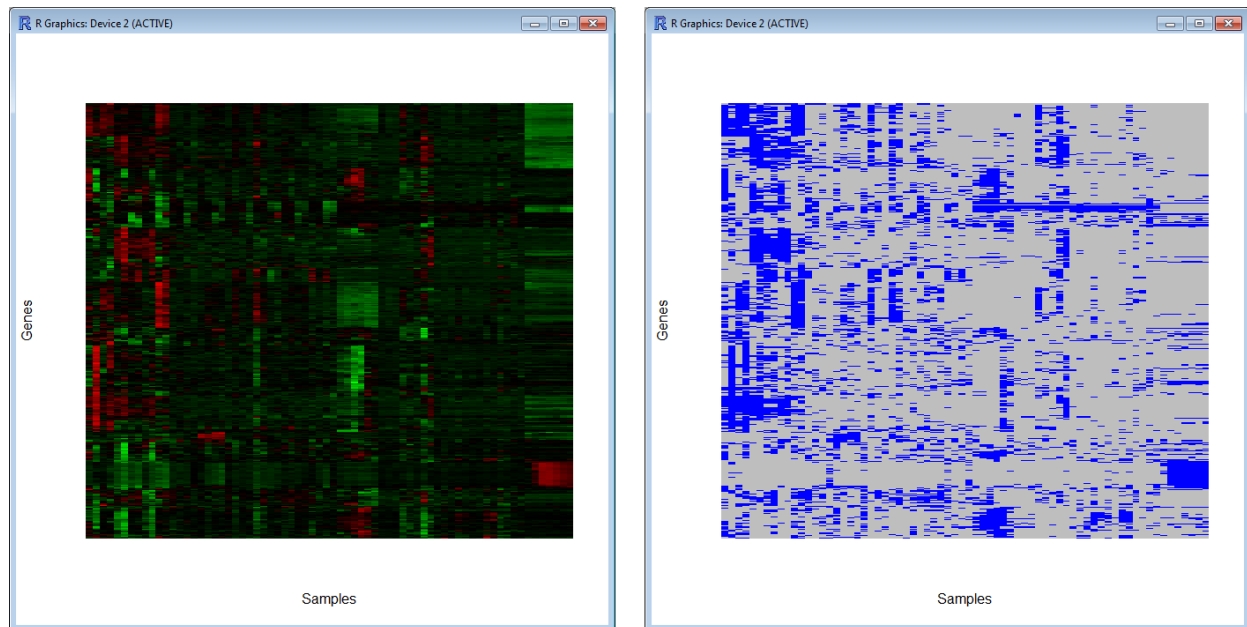 R Graphics: Device 2 (ACTIVE)
Genes
Samples
R Graphics: Device 2 (ACTIVE)
Genes
Samples